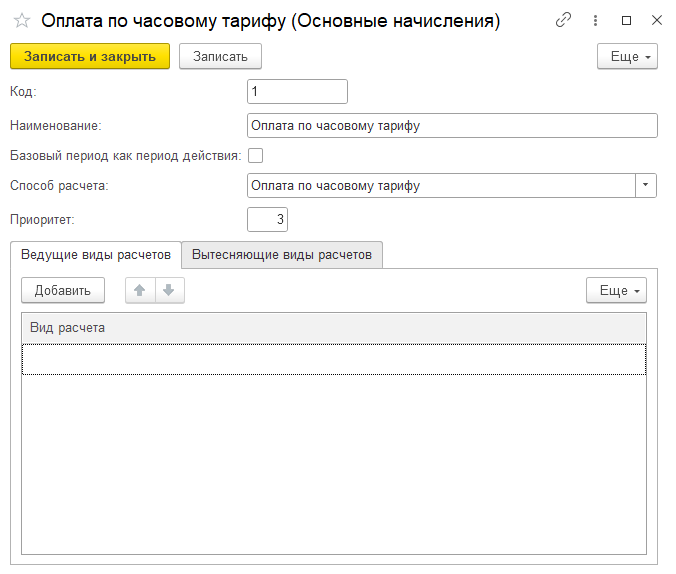 Оплата по часовому тарифу (Основные начисления)
Записать и закрыть Записать Еще
Код: 1
Наименование: Оплата по часовому тарифу
Базовый период как период действия:
Способ расчета: Оплата по часовому тарифу
Приоритет: 3
Ведущие виды расчетов Вытесняющие виды расчетов
Добавить Еще
Вид расчета